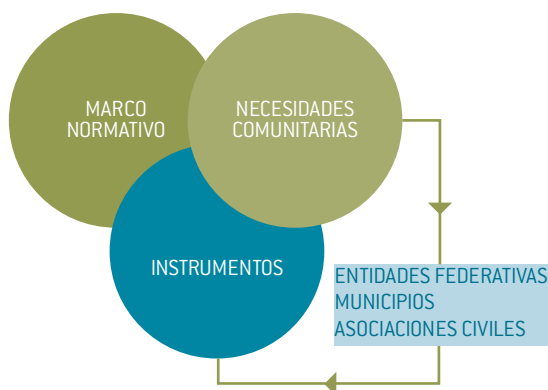 MARCO
NORMATIVO
NECESIDADES
COMUNITARIAS
INSTRUMENTOS
ENTIDADES FEDERATIVAS
MUNICIPIOS
ASOCIACIONES CIVILES